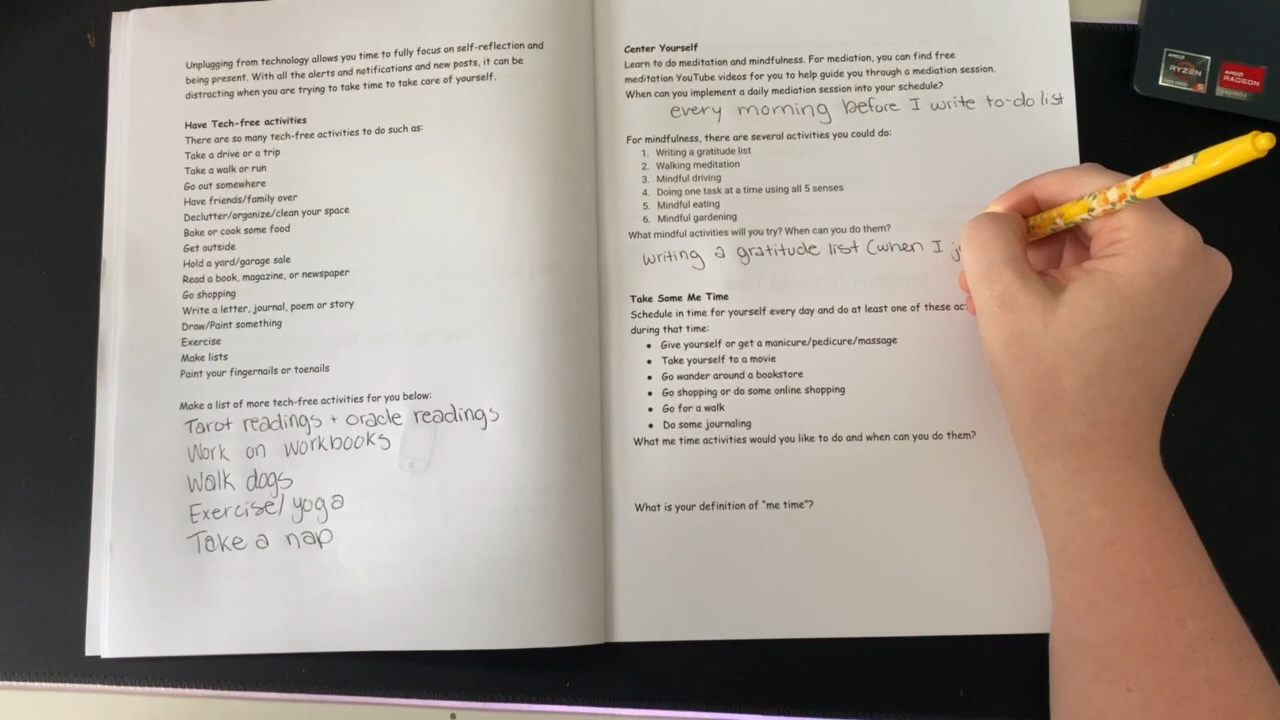 Unplugging from technology allows you time to fully focus on self-reflection and
being present. With all the alerts and notifications and new posts, it can be
distracting when you are trying to take time to take care of yourself.
Have Tech-free activities
There are so many tech-free activities to do such as:
Take a drive or a trip
Take a walk or run
Go out somewhere
Have friends/family over
Declutter/organize/clean your space
Bake or cook some food
Get outside
Hold a yard/garage sale
Read a book, magazine, or newspaper
Go shopping
Write a letter, journal, poem or story
Draw/Paint something
Exercise
Make lists
Paint your fingernails or toenails
Make a list of more tech-free activities for you below:
Tarot readings + oracle readings
Work on workbooks
Walk dogs
Exercise/yoga
Take a nap
Center Yourself
Learn to do meditation and mindfulness. For mediation, you can find free
meditation YouTube videos for you to help guide you through a mediation session.
When can you implement a daily mediation session into your schedule?
every morning before I write to-do list
For mindfulness, there are several activities you could do:
1. Writing a gratitude list
2. Walking meditation
3. Mindful driving
4. Doing one task at a time using all 5 senses
5. Mindful eating
6. Mindful gardening
What mindful activities will you try? When can you do them?
writing a gratitude list (when I
Take Some Me Time
Schedule in time for yourself every day and do at least one of these
during that time:
• Give yourself or get a manicure/pedicure/massage
• Take yourself to a movie
• Go wander around a bookstore
• Go shopping or do some online shopping
• Go for a walk
• Do some journaling
What me time activities would you like to do and when can you do them?
What is your definition of "me time"?
AMD
RYZEN
5
AMD
RADEON